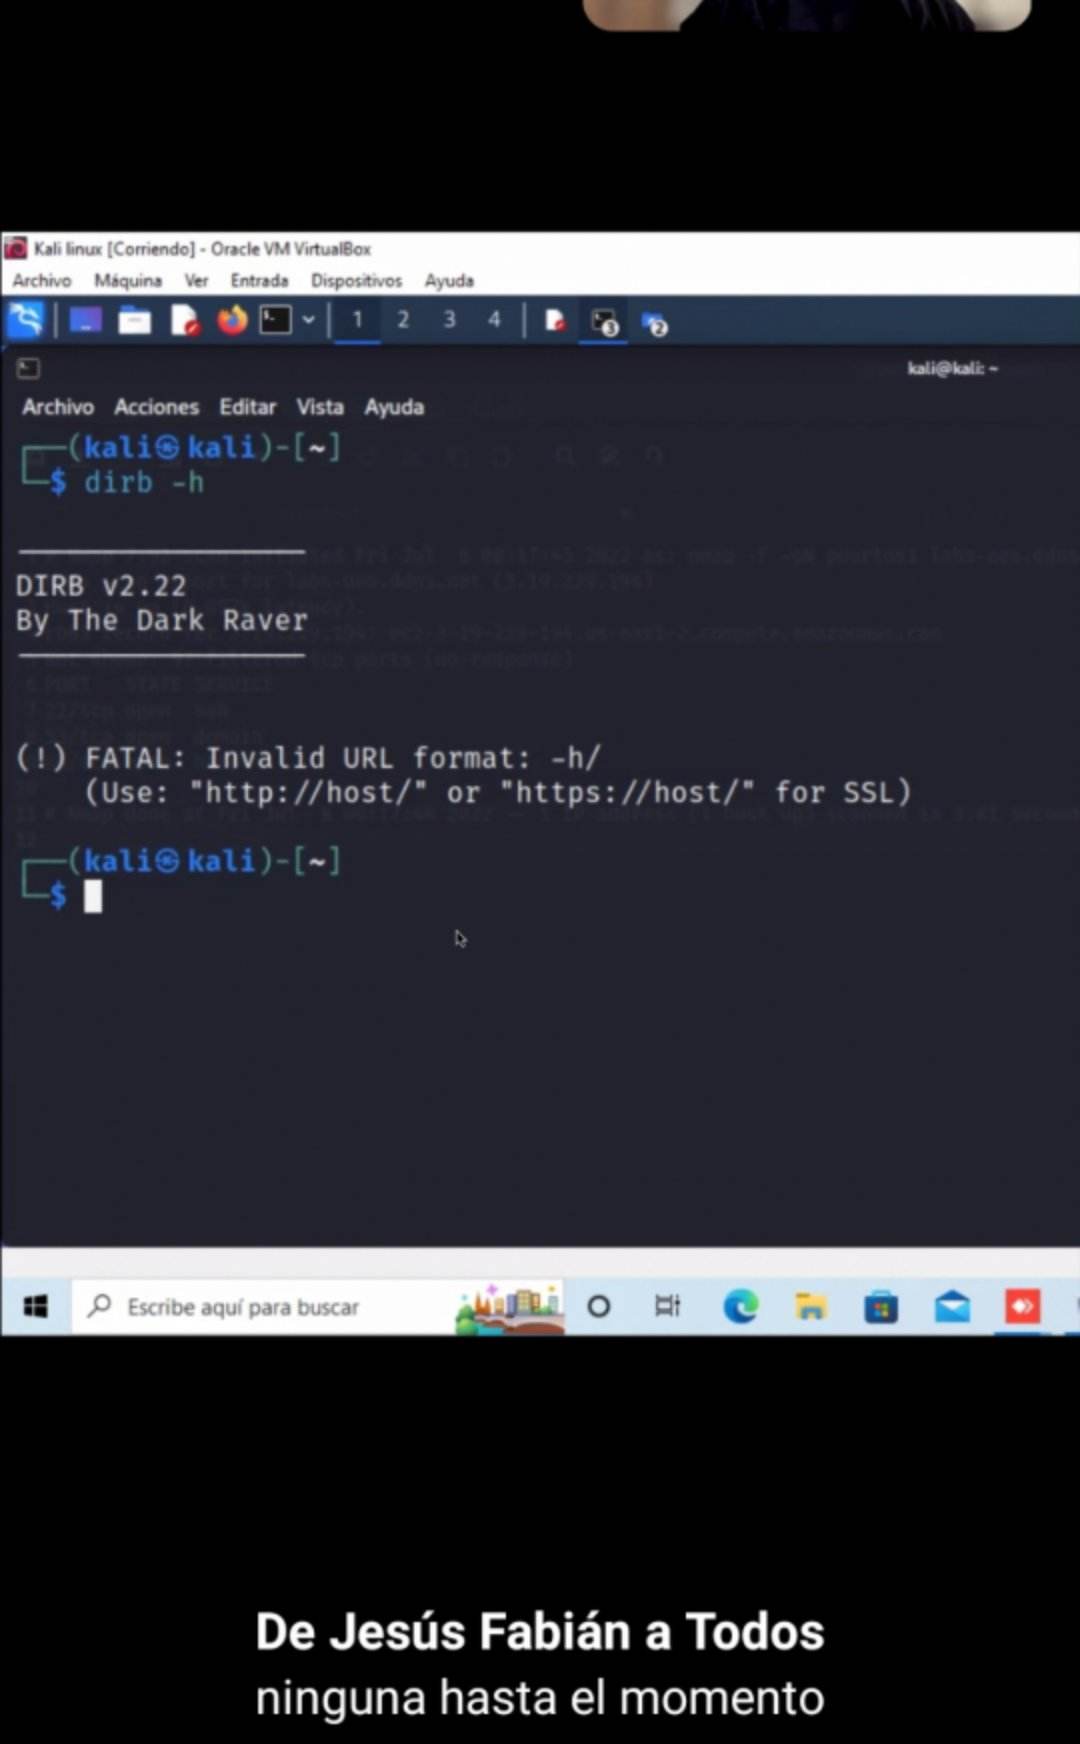 Kali linux [Corriendo] - Oracle VM VirtualBox
Archivo Máquina Ver Entrada Dispositivos Ayuda
1 2 3 4 3 2
kali@kali: ~
Archivo Acciones Editar Vista Ayuda
(kali㉿kali)-[~]
$ dirb -h
DIRB v2.22
By The Dark Raver
(!) FATAL: Invalid URL format: -h/
(Use: "http://host/" or "https://host/" for SSL)
(kali㉿kali)-[~]
$
Escribe aquí para buscar
De Jesús Fabián a Todos
ninguna hasta el momento